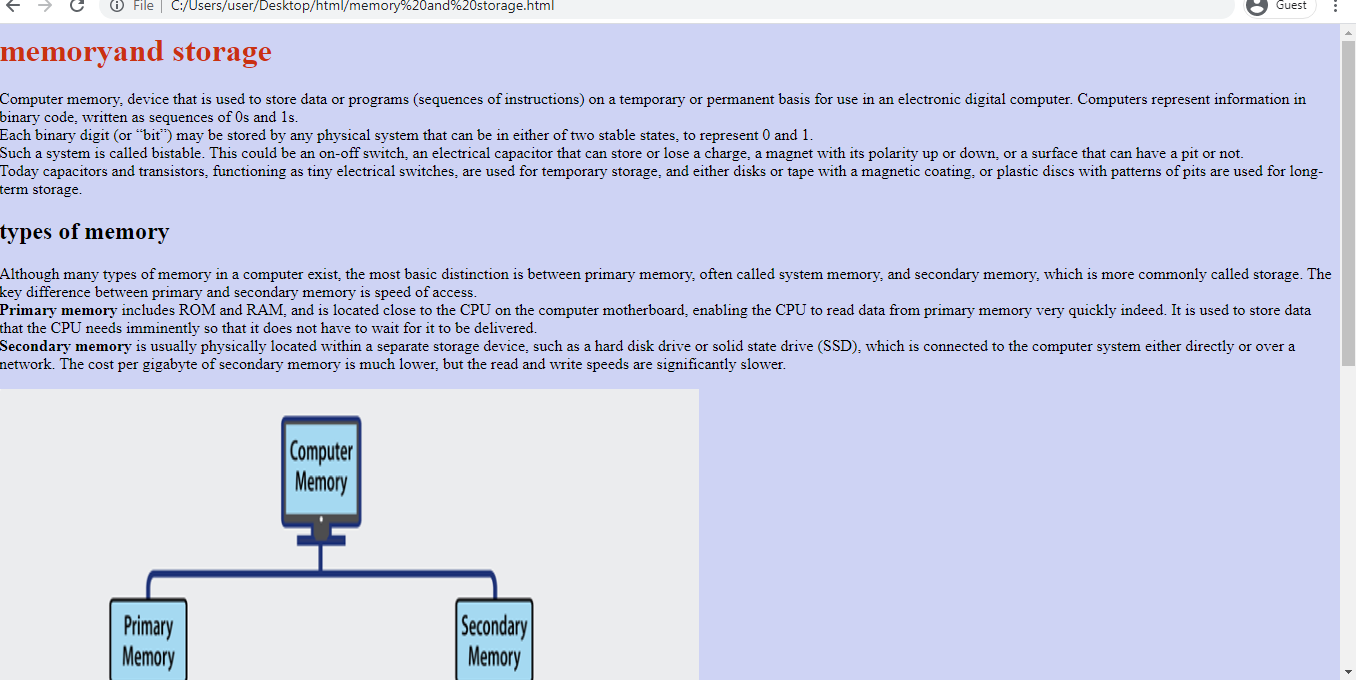 File | C:/Users/user/Desktop/html/memory%20and%20storage.html
Guest
memoryand storage
Computer memory, device that is used to store data or programs (sequences of instructions) on a temporary or permanent basis for use in an electronic digital computer. Computers represent information in
binary code, written as sequences of 0s and 1s.
Each binary digit (or “bit”) may be stored by any physical system that can be in either of two stable states, to represent 0 and 1.
Such a system is called bistable. This could be an on-off switch, an electrical capacitor that can store or lose a charge, a magnet with its polarity up or down, or a surface that can have a pit or not.
Today capacitors and transistors, functioning as tiny electrical switches, are used for temporary storage, and either disks or tape with a magnetic coating, or plastic discs with patterns of pits are used for long-
term storage.
types of memory
Although many types of memory in a computer exist, the most basic distinction is between primary memory, often called system memory, and secondary memory, which is more commonly called storage. The
key difference between primary and secondary memory is speed of access.
Primary memory includes ROM and RAM, and is located close to the CPU on the computer motherboard, enabling the CPU to read data from primary memory very quickly indeed. It is used to store data
that the CPU needs imminently so that it does not have to wait for it to be delivered.
Secondary memory is usually physically located within a separate storage device, such as a hard disk drive or solid state drive (SSD), which is connected to the computer system either directly or over a
network. The cost per gigabyte of secondary memory is much lower, but the read and write speeds are significantly slower.
Computer
Memory
Primary
Memory
Secondary
Memory